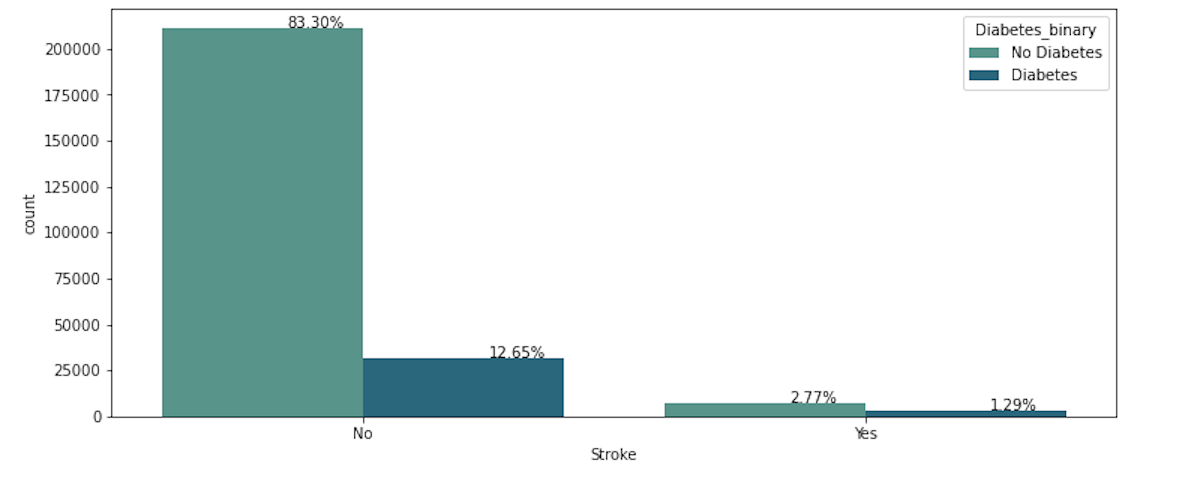 83.30%
Diabetes_binary
No Diabetes
Diabetes
200000
175000
150000
125000
100000
75000
50000
25000
0
count
12.65%
2.77%
1.29%
No
Yes
Stroke